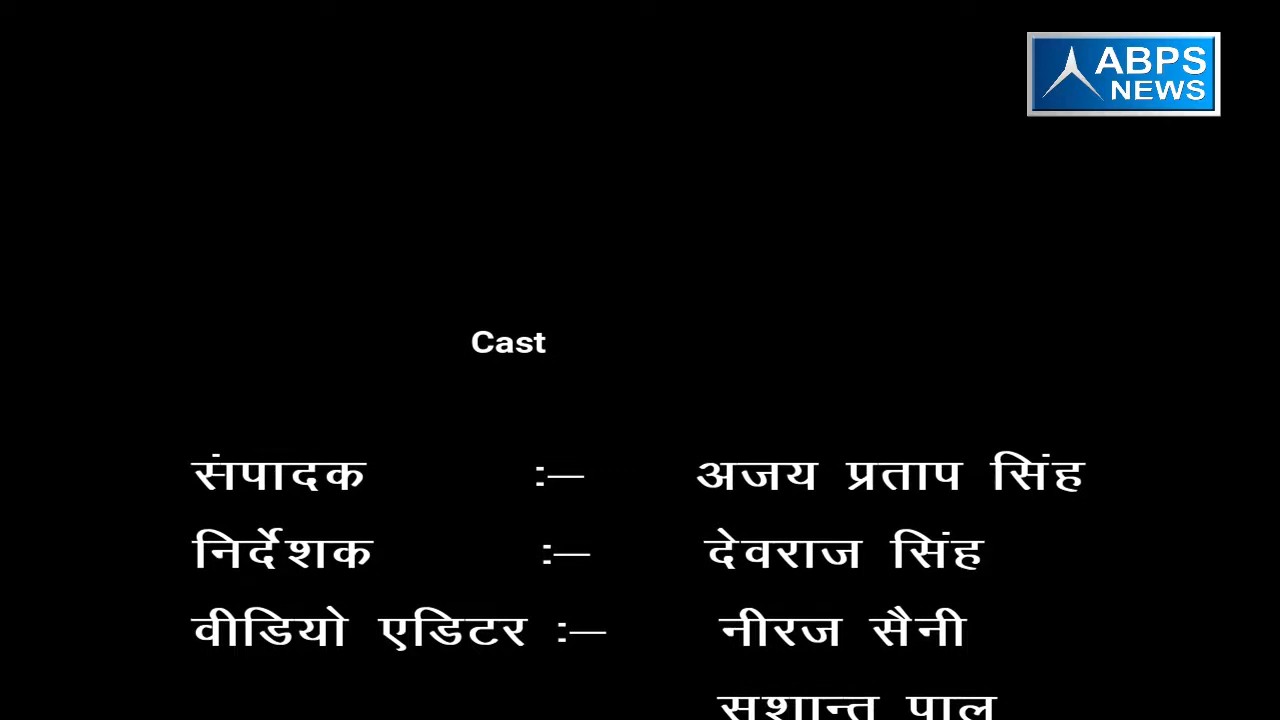 ABPS
NEWS
Cast
संपादक :— अजय प्रताप सिंह
निर्देशक :— देवराज सिंह
वीडियो एडिटर :— नीरज सैनी
पाल